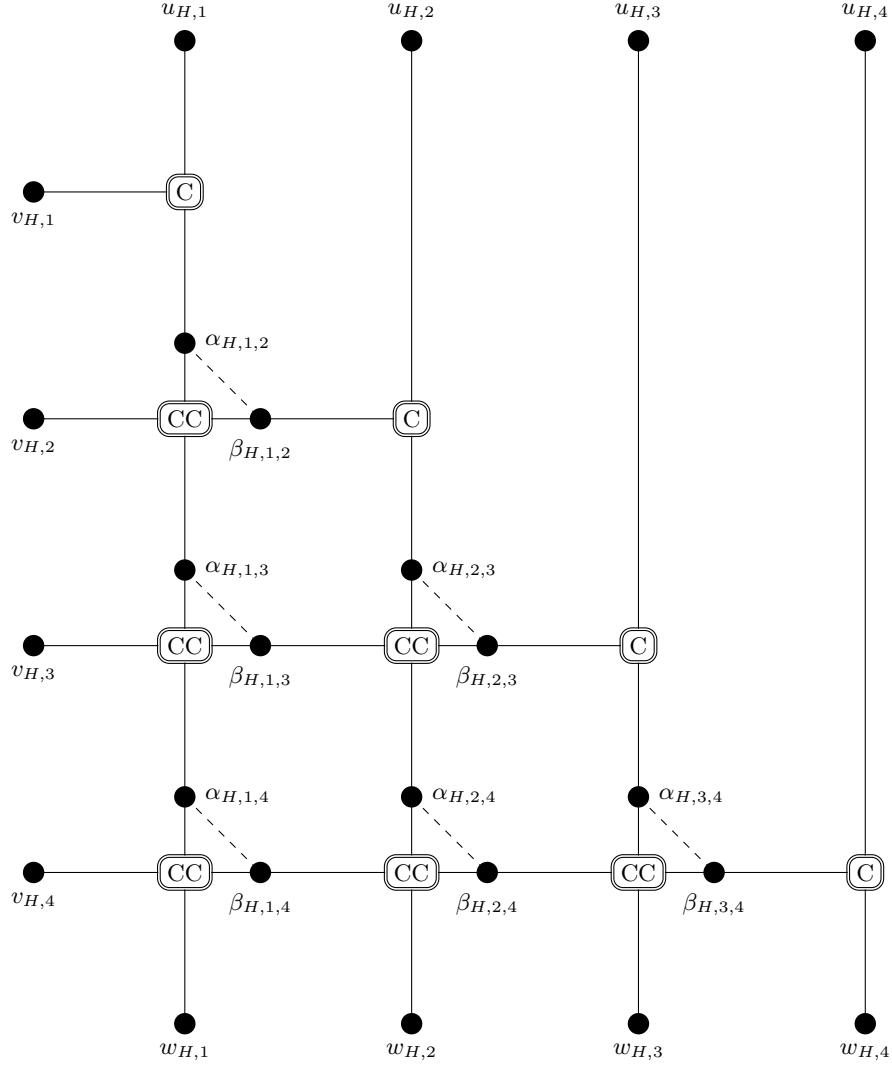 u_{H,1} u_{H,2} u_{H,3} u_{H,4}
C
v_{H,1}
α_{H,1,2}
CC C
v_{H,2} β_{H,1,2}
α_{H,1,3} α_{H,2,3}
CC CC C
v_{H,3} β_{H,1,3} β_{H,2,3}
α_{H,1,4} α_{H,2,4} α_{H,3,4}
CC CC CC C
v_{H,4} β_{H,1,4} β_{H,2,4} β_{H,3,4}
w_{H,1} w_{H,2} w_{H,3} w_{H,4}